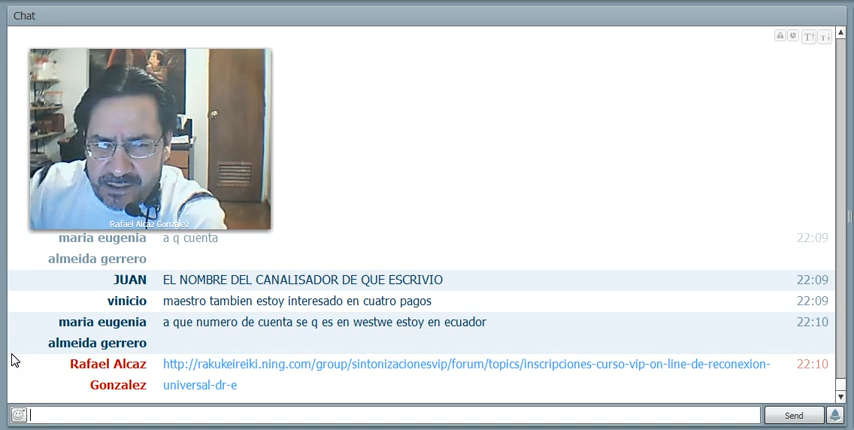 Chat
Rafael Alcaz Gonzalez
maria eugenia a q cuenta 22:09
almeida gerrero
JUAN EL NOMBRE DEL CANALISADOR DE QUE ESCRIVIO 22:09
vinicio maestro tambien estoy interesado en cuatro pagos 22:09
maria eugenia a que numero de cuenta se q es en westwe estoy en ecuador 22:10
almeida gerrero
Rafael Alcaz http://rakukeireiki.ning.com/group/sintonizacionesvip/forum/topics/inscripciones-curso-vip-on-line-de-reconexion- 22:10
Gonzalez universal-dr-e
Send